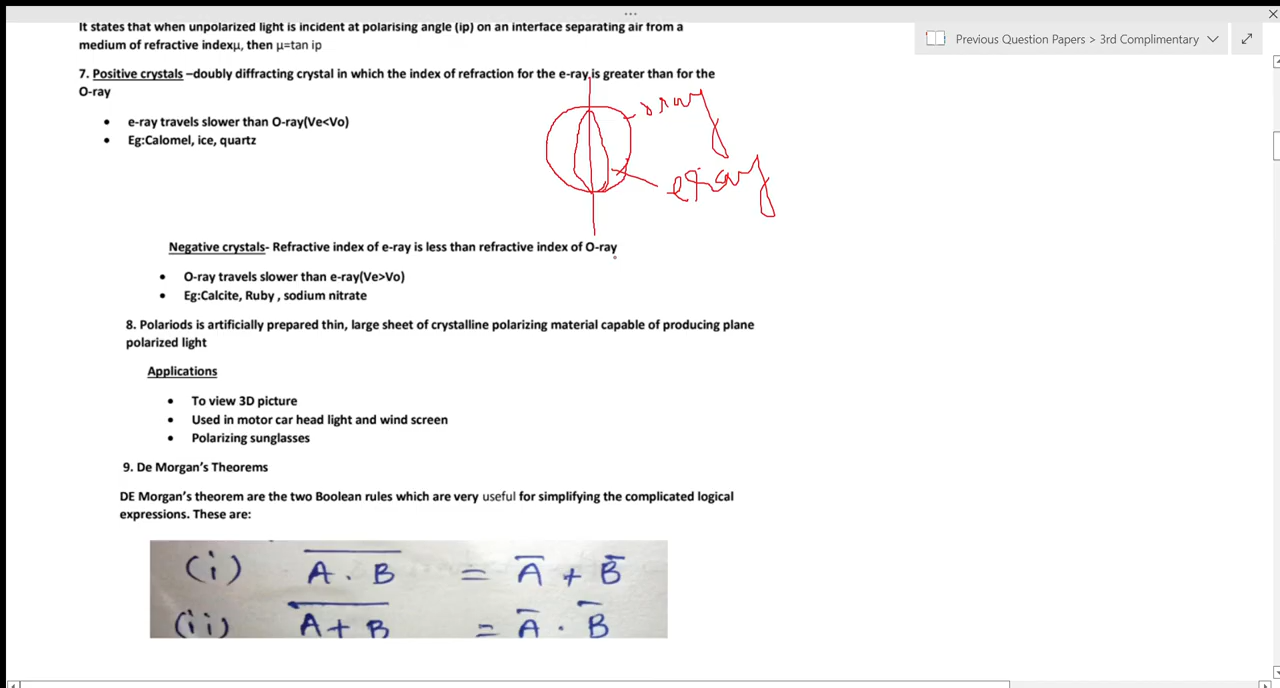 It states that when unpolarized light is incident at polarising angle (ip) on an interface separating air from a
medium of refractive indexμ, then μ=tan ip
Previous Question Papers > 3rd Complimentary
7. Positive crystals –doubly diffracting crystal in which the index of refraction for the e-ray is greater than for the
O-ray
e-ray travels slower than O-ray(Ve<Vo)
Eg:Calomel, ice, quartz
o ray
e ray
Negative crystals- Refractive index of e-ray is less than refractive index of O-ray
O-ray travels slower than e-ray(Ve>Vo)
Eg:Calcite, Ruby , sodium nitrate
8. Polariods is artificially prepared thin, large sheet of crystalline polarizing material capable of producing plane
polarized light
Applications
To view 3D picture
Used in motor car head light and wind screen
Polarizing sunglasses
9. De Morgan's Theorems
DE Morgan's theorem are the two Boolean rules which are very useful for simplifying the complicated logical
expressions. These are:
(i) A̅ ̅.̅ ̅B̅ = A̅ + B̅
(ii) A̅ ̅+̅ ̅B̅ = A̅ . B̅